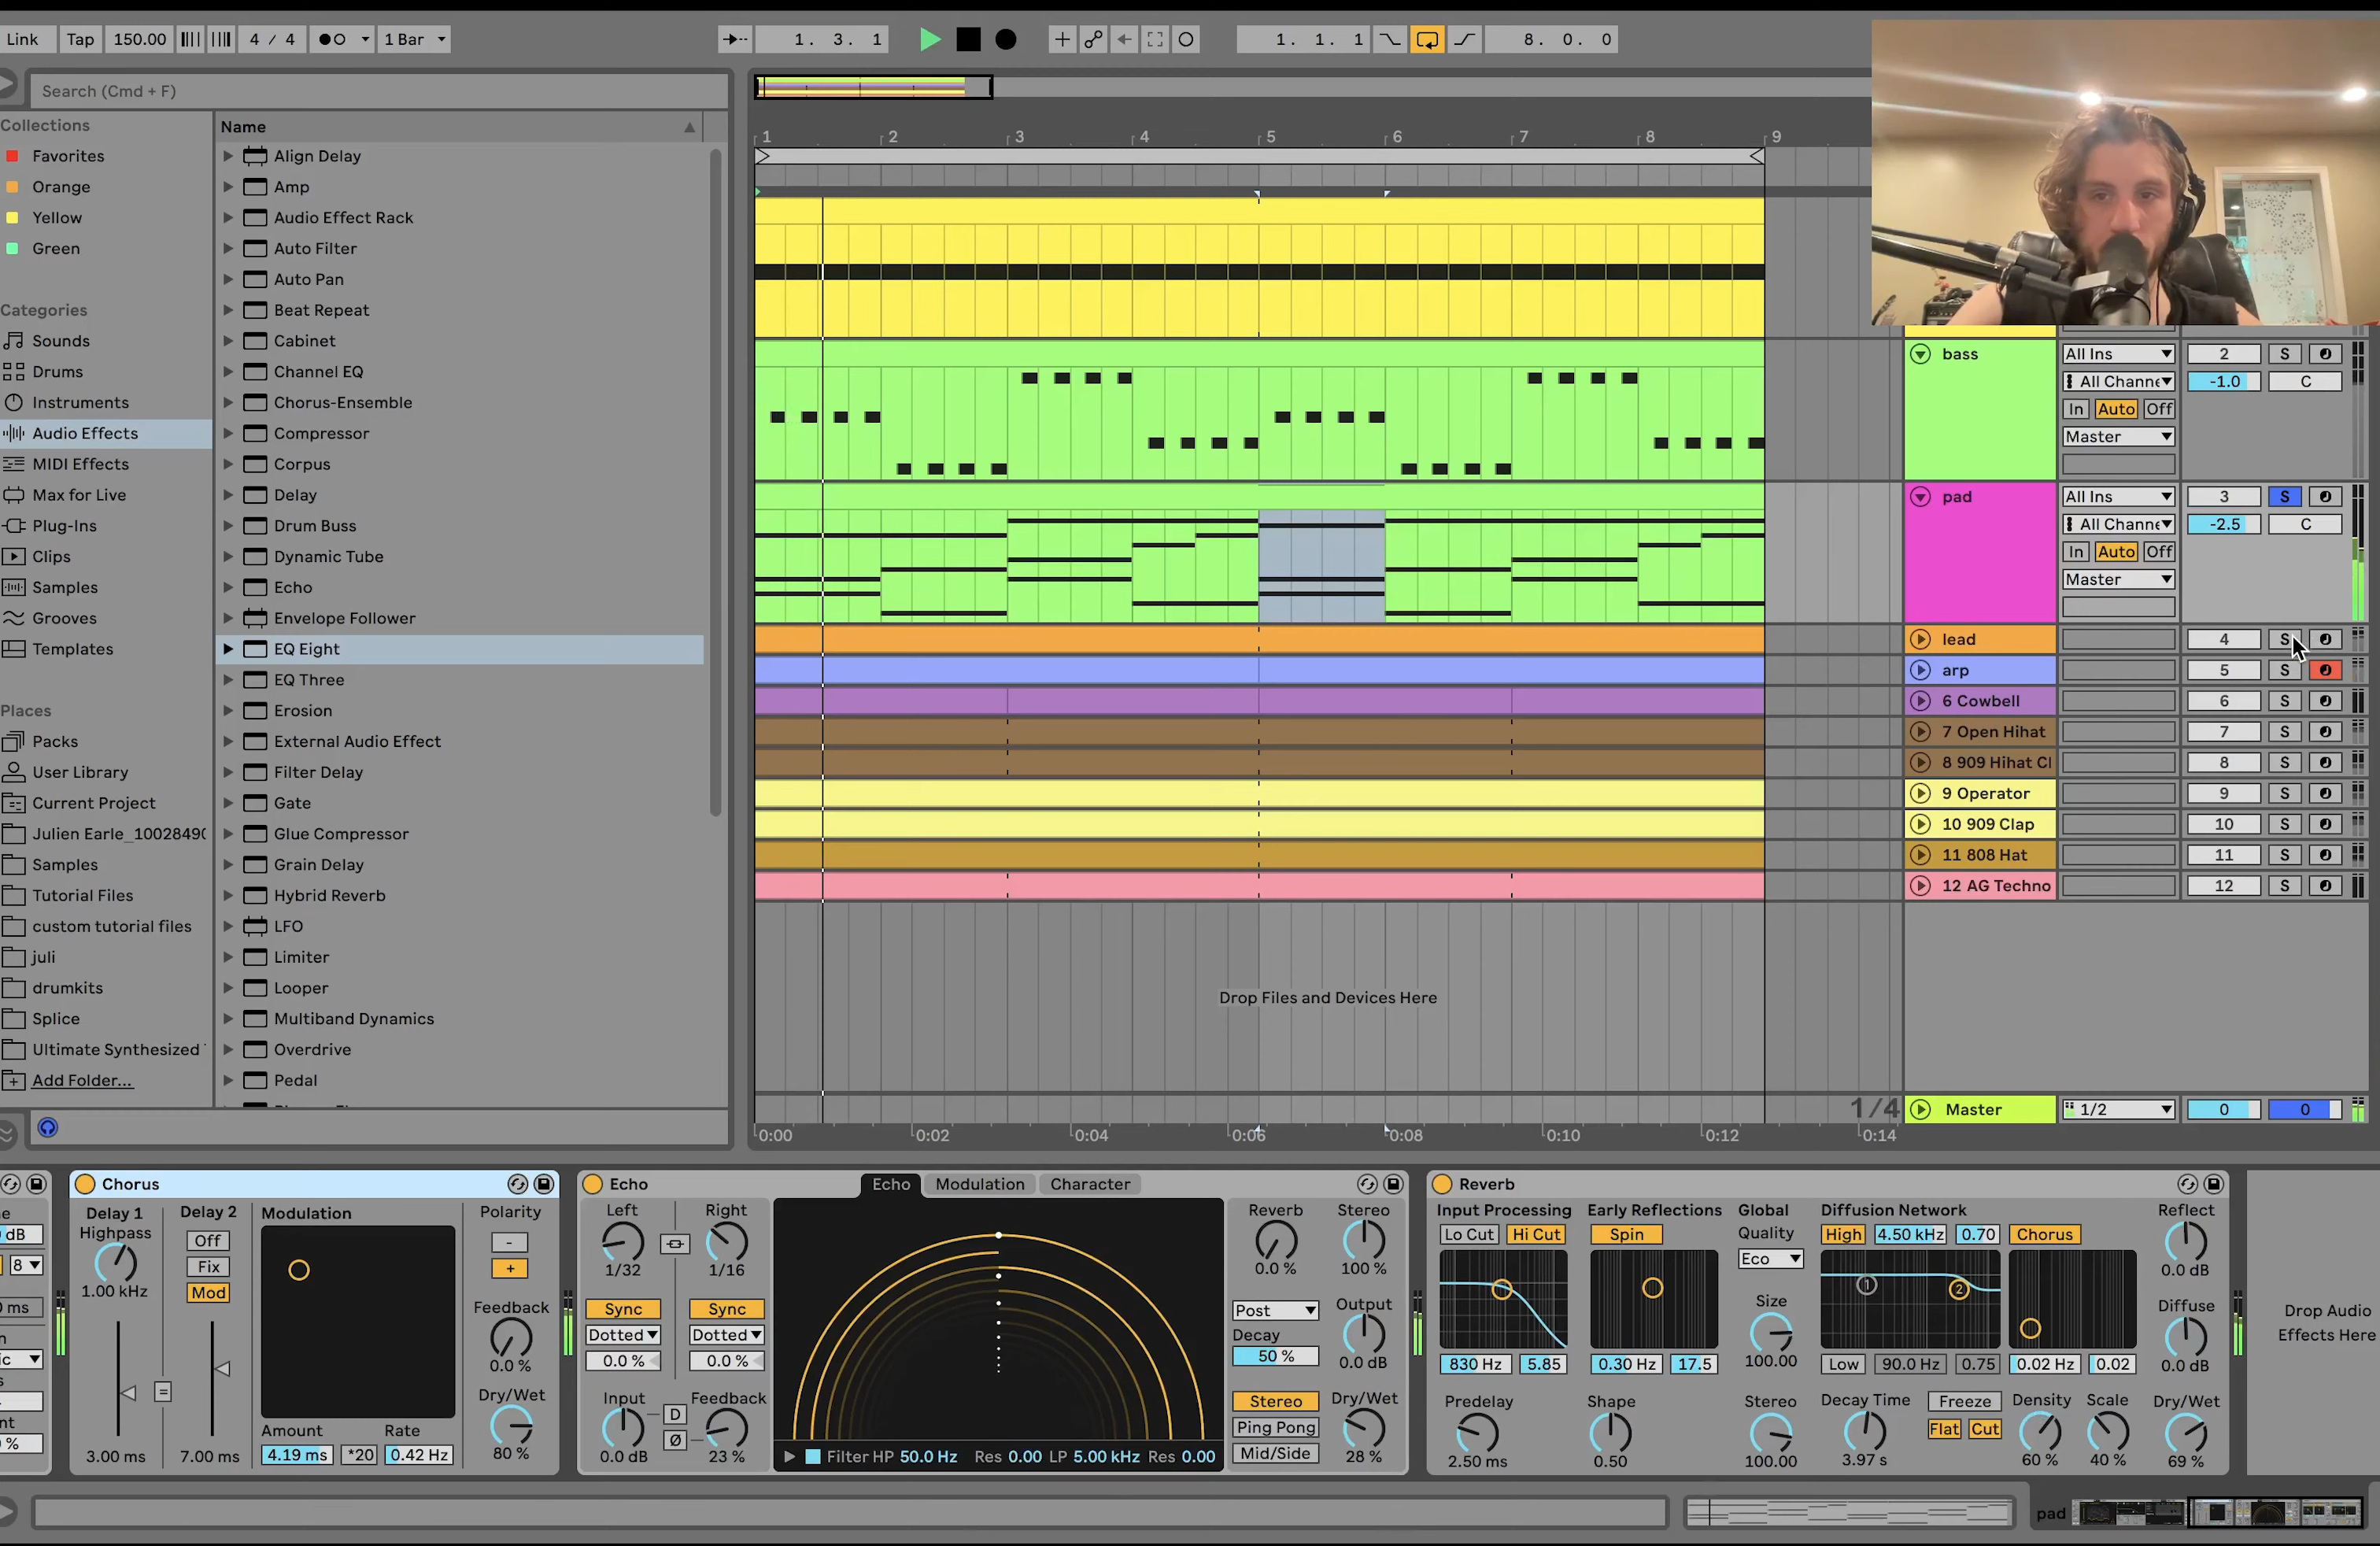 Link Tap 150.00 4 / 4 1 Bar 1. 3. 1 1. 1. 1 8. 0. 0
Search (Cmd + F)
Collections
Favorites
Orange
Yellow
Green
Categories
Sounds
Drums
Instruments
Audio Effects
MIDI Effects
Max for Live
Plug-Ins
Clips
Samples
Grooves
Templates
Places
Packs
User Library
Current Project
Julien Earle_1002849
Samples
Tutorial Files
custom tutorial files
juli
drumkits
Splice
Ultimate Synthesized
Add Folder...
Name
Align Delay
Amp
Audio Effect Rack
Auto Filter
Auto Pan
Beat Repeat
Cabinet
Channel EQ
Chorus-Ensemble
Compressor
Corpus
Delay
Drum Buss
Dynamic Tube
Echo
Envelope Follower
EQ Eight
EQ Three
Erosion
External Audio Effect
Filter Delay
Gate
Glue Compressor
Grain Delay
Hybrid Reverb
LFO
Limiter
Looper
Multiband Dynamics
Overdrive
Pedal
1 2 3 4 5 6 7 8 9
bass All Ins 2 S
All Channe -1.0 C
In Auto Off
Master
pad All Ins 3 S
All Channe -2.5 C
In Auto Off
Master
lead 4 S
arp 5 S
6 Cowbell 6 S
7 Open Hihat 7 S
8 909 Hihat Cl 8 S
9 Operator 9 S
10 909 Clap 10 S
11 808 Hat 11 S
12 AG Techno 12 S
Drop Files and Devices Here
1/4 Master 1/2 0 0
0:00 0:02 0:04 0:06 0:08 0:10 0:12 0:14
dB
8
ms
%
Chorus
Delay 1 Delay 2 Modulation Polarity
Highpass Off -
1.00 kHz Fix +
Mod Feedback
0.0 %
Amount Rate Dry/Wet
3.00 ms 7.00 ms 4.19 ms *20 0.42 Hz 80 %
Echo Echo Modulation Character
Left Right Reverb Stereo
1/32 1/16 0.0 % 100 %
Sync Sync Post Output
Dotted Dotted Decay
0.0 % 0.0 % 50 % 0.0 dB
Input Feedback Stereo Dry/Wet
D Ping Pong
Ø Mid/Side
0.0 dB 23 % Filter HP 50.0 Hz Res 0.00 LP 5.00 kHz Res 0.00 28 %
Reverb
Input Processing Early Reflections Global Diffusion Network Reflect
Lo Cut Hi Cut Spin Quality High 4.50 kHz 0.70 Chorus
Eco 0.0 dB
Size Diffuse
830 Hz 5.85 0.30 Hz 17.5 100.00 Low 90.0 Hz 0.75 0.02 Hz 0.02 0.0 dB
Predelay Shape Stereo Decay Time Freeze Density Scale Dry/Wet
Flat Cut
2.50 ms 0.50 100.00 3.97 s 60 % 40 % 69 %
Drop Audio
Effects Here
pad